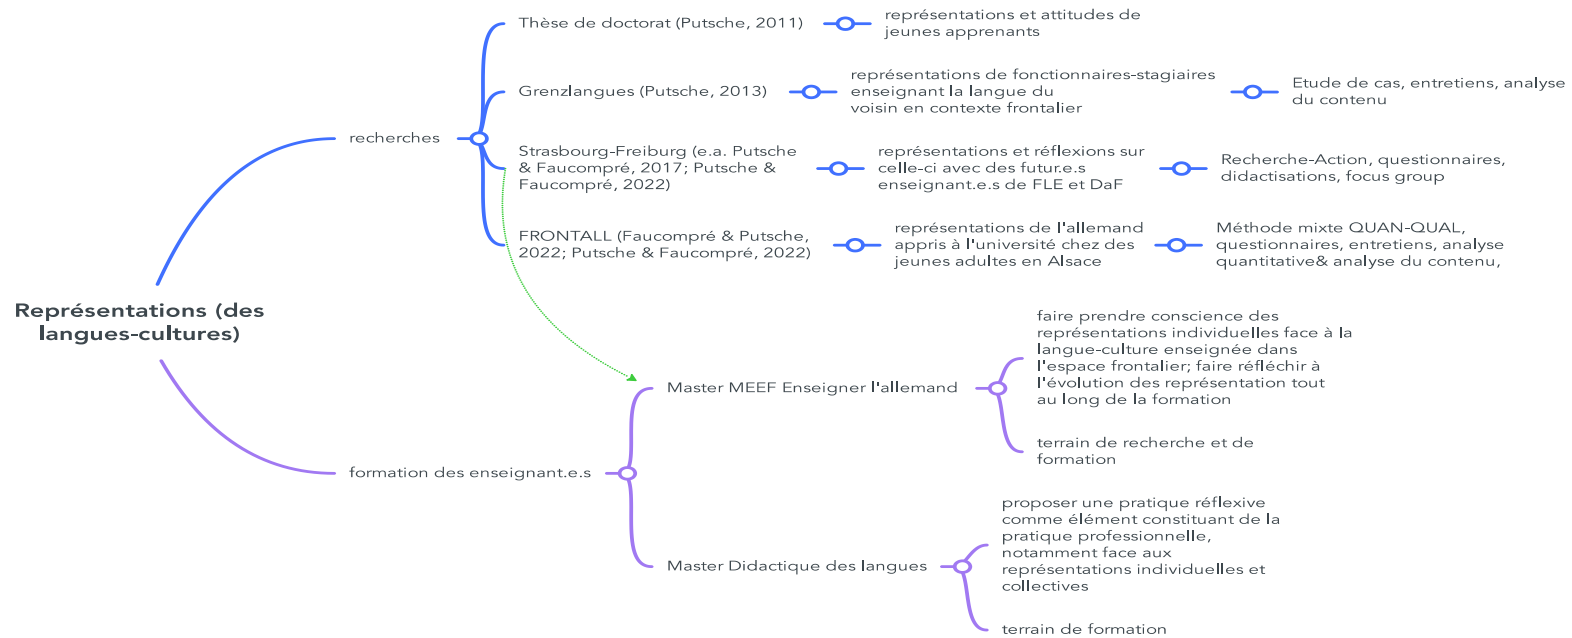 Thèse de doctorat (Putsche, 2011)
représentations et attitudes de
jeunes apprenants
Grenzlangues (Putsche, 2013)
représentations de fonctionnaires-stagiaires
enseignant la langue du
voisin en contexte frontalier
Etude de cas, entretiens, analyse
du contenu
recherches
Strasbourg-Freiburg (e.a. Putsche
& Faucompré, 2017; Putsche &
Faucompré, 2022)
représentations et réflexions sur
celle-ci avec des futur.e.s
enseignant.e.s de FLE et DaF
Recherche-Action, questionnaires,
didactisations, focus group
FRONTALL (Faucompré & Putsche,
2022; Putsche & Faucompré, 2022)
représentations de l'allemand
appris à l'université chez des
jeunes adultes en Alsace
Méthode mixte QUAN-QUAL,
questionnaires, entretiens, analyse
quantitative& analyse du contenu,
Représentations (des
langues-cultures)
formation des enseignant.e.s
Master MEEF Enseigner l'allemand
faire prendre conscience des
représentations individuelles face à la
langue-culture enseignée dans
l'espace frontalier; faire réfléchir à
l'évolution des représentation tout
au long de la formation
terrain de recherche et de
formation
Master Didactique des langues
proposer une pratique réflexive
comme élément constituant de la
pratique professionnelle,
notamment face aux
représentations individuelles et
collectives
terrain de formation